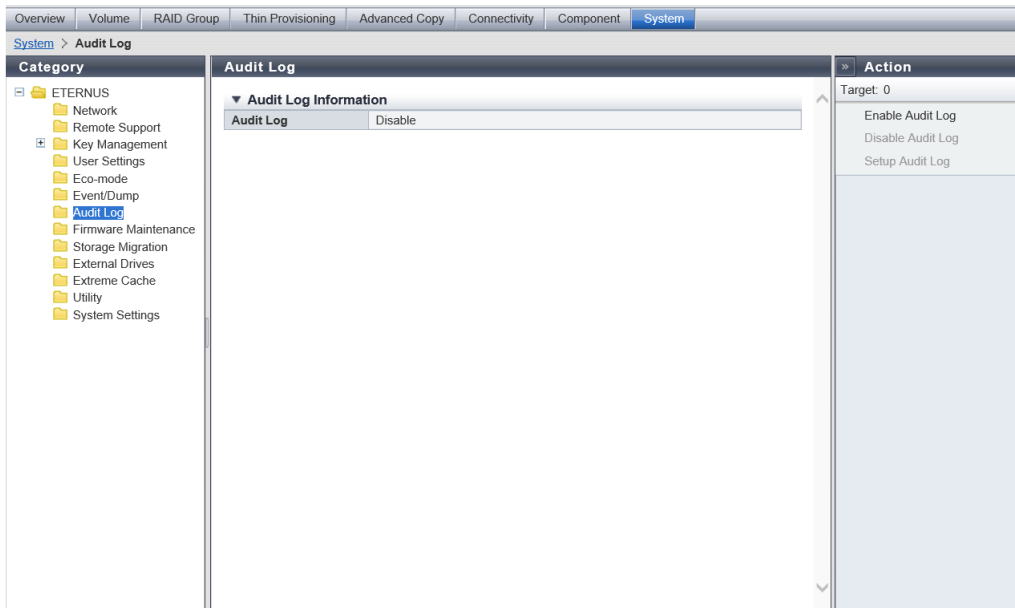 Overview Volume RAID Group Thin Provisioning Advanced Copy Connectivity Component System
System > Audit Log
Category
ETERNUS
Network
Remote Support
Key Management
User Settings
Eco-mode
Event/Dump
Audit Log
Firmware Maintenance
Storage Migration
External Drives
Extreme Cache
Utility
System Settings
Audit Log
Audit Log Information
Audit Log Disable
» Action
Target: 0
Enable Audit Log
Disable Audit Log
Setup Audit Log